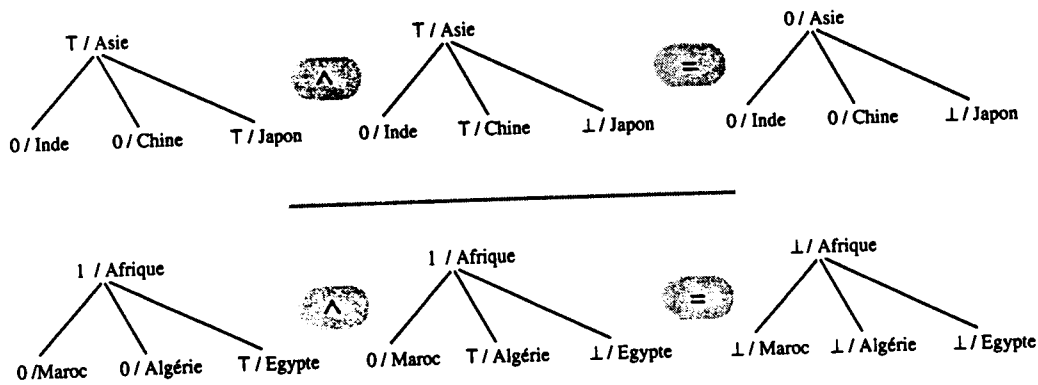 T / Asie
∧
T / Asie
=
0 / Asie
0 / Inde
0 / Chine
T / Japon
0 / Inde
T / Chine
⊥ / Japon
0 / Inde
0 / Chine
⊥ / Japon
1 / Afrique
∧
1 / Afrique
=
⊥ / Afrique
0 /Maroc
0 / Algérie
T / Egypte
0 / Maroc
T / Algérie
⊥ / Egypte
⊥ / Maroc
⊥ / Algérie
⊥ / Egypte